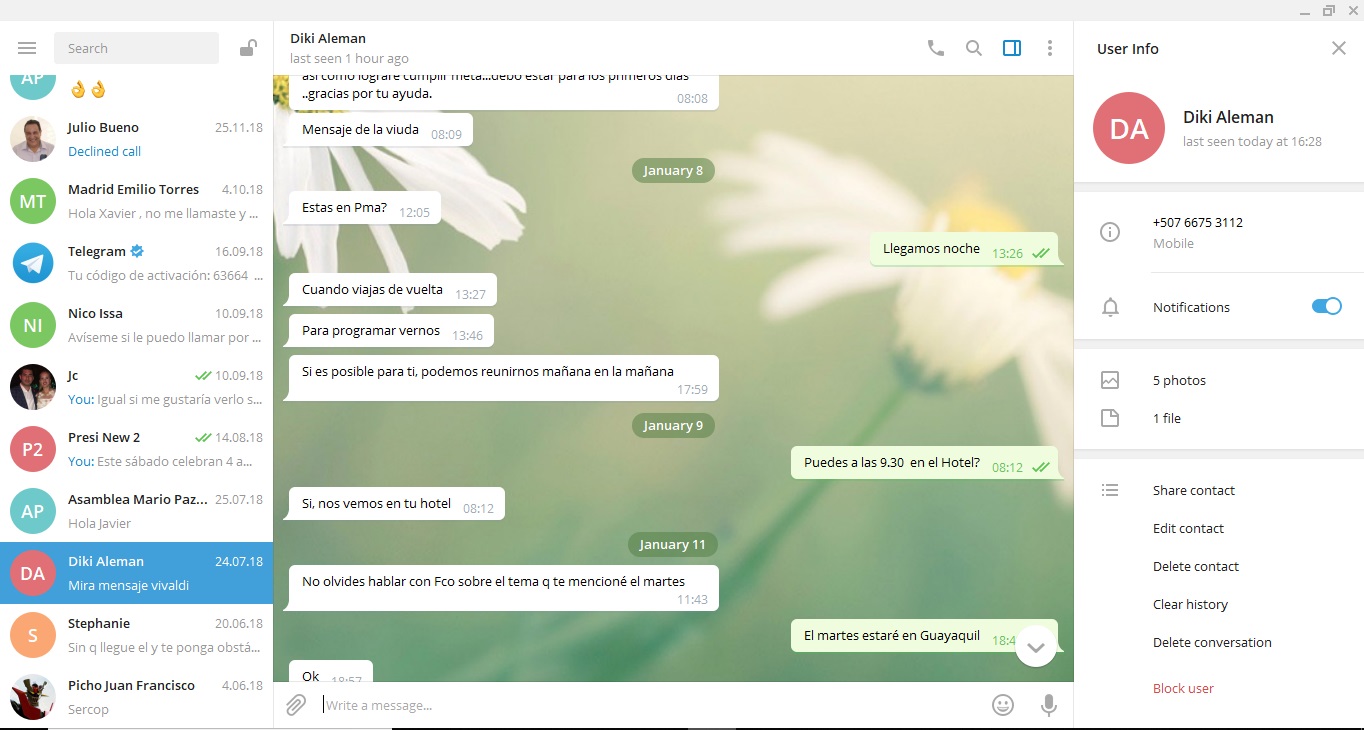 Search
AP
👌👌
Julio Bueno 25.11.18
Declined call
MT
Madrid Emilio Torres 4.10.18
Hola Xavier , no me llamaste y ...
Telegram 16.09.18
Tu código de activación: 63664 ...
NI
Nico Issa 10.09.18
Avíseme si le puedo llamar por ...
Jc 10.09.18
You: Igual si me gustaría verlo s...
P2
Presi New 2 14.08.18
You: Este sábado celebran 4 a...
AP
Asamblea Mario Paz... 25.07.18
Hola Javier
DA
Diki Aleman 24.07.18
Mira mensaje vivaldi
S
Stephanie 20.06.18
Sin q llegue el y te ponga obstá...
Picho Juan Francisco 4.06.18
Sercop
Diki Aleman
last seen 1 hour ago
asi como lograre cumplir meta...debo estar para los primeros dias
..gracias por tu ayuda. 08:08
Mensaje de la viuda 08:09
January 8
Estas en Pma? 12:05
Llegamos noche 13:26
Cuando viajas de vuelta 13:27
Para programar vernos 13:46
Si es posible para ti, podemos reunirnos mañana en la mañana
17:59
January 9
Puedes a las 9.30 en el Hotel? 08:12
Si, nos vemos en tu hotel 08:12
January 11
No olvides hablar con Fco sobre el tema q te mencioné el martes
11:43
El martes estaré en Guayaquil 18:4
Ok 18:57
Write a message...
User Info
DA
Diki Aleman
last seen today at 16:28
+507 6675 3112
Mobile
Notifications
5 photos
1 file
Share contact
Edit contact
Delete contact
Clear history
Delete conversation
Block user